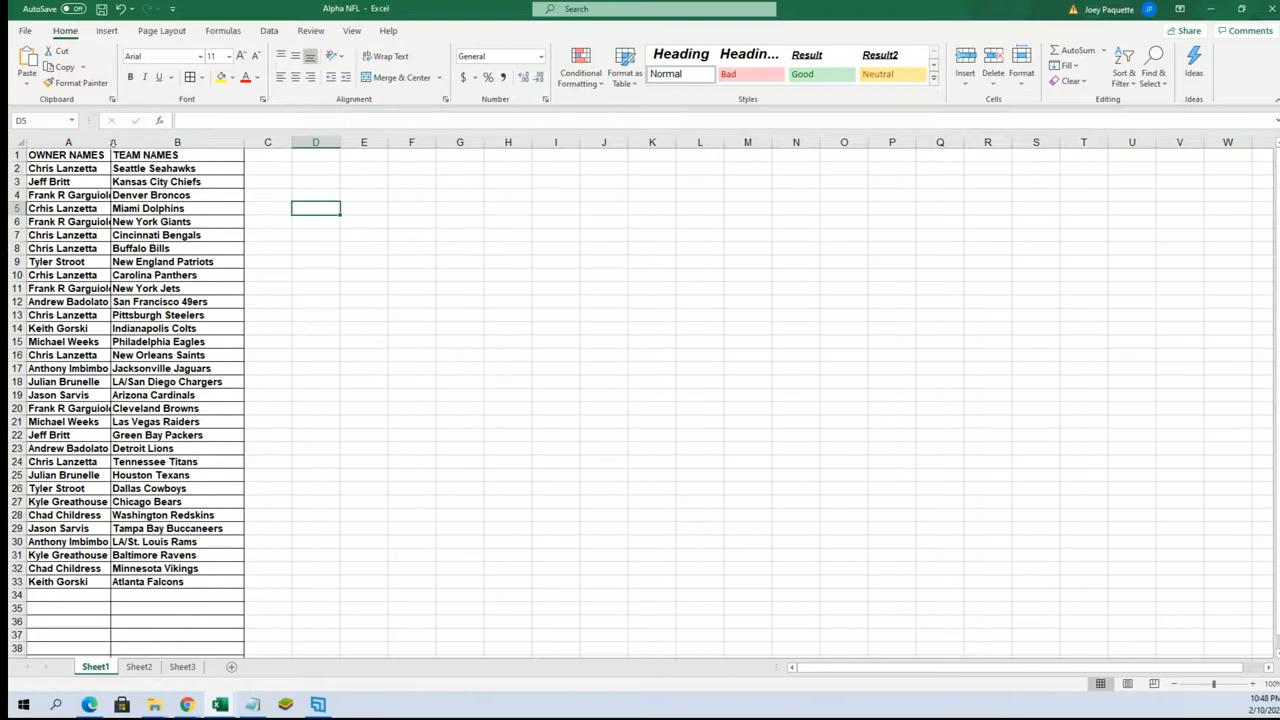 AutoSave Off Alpha NFL - Excel Search Joey Paquette JP
File Home Insert Page Layout Formulas Data Review View Help Share Comments
Cut Arial 11 Wrap Text General Heading Headin... Result Result2 AutoSum
Copy Fill
Paste Format Painter B I U A Merge & Center $ % Conditional Formatting Format as Table Normal Bad Good Neutral Insert Delete Format Clear Sort & Filter Find & Select Ideas
Clipboard Font Alignment Number Styles Cells Editing Ideas
D5 fx
A B C D E F G H I J K L M N O P Q R S T U V W
1 OWNER NAMES TEAM NAMES
2 Chris Lanzetta Seattle Seahawks
3 Jeff Britt Kansas City Chiefs
4 Frank R Garguiolo Denver Broncos
5 Crhis Lanzetta Miami Dolphins
6 Frank R Garguiolo New York Giants
7 Chris Lanzetta Cincinnati Bengals
8 Chris Lanzetta Buffalo Bills
9 Tyler Stroot New England Patriots
10 Crhis Lanzetta Carolina Panthers
11 Frank R Garguiolo New York Jets
12 Andrew Badolato San Francisco 49ers
13 Chris Lanzetta Pittsburgh Steelers
14 Keith Gorski Indianapolis Colts
15 Michael Weeks Philadelphia Eagles
16 Chris Lanzetta New Orleans Saints
17 Anthony Imbimbo Jacksonville Jaguars
18 Julian Brunelle LA/San Diego Chargers
19 Jason Sarvis Arizona Cardinals
20 Frank R Garguiolo Cleveland Browns
21 Michael Weeks Las Vegas Raiders
22 Jeff Britt Green Bay Packers
23 Andrew Badolato Detroit Lions
24 Chris Lanzetta Tennessee Titans
25 Julian Brunelle Houston Texans
26 Tyler Stroot Dallas Cowboys
27 Kyle Greathouse Chicago Bears
28 Chad Childress Washington Redskins
29 Jason Sarvis Tampa Bay Buccaneers
30 Anthony Imbimbo LA/St. Louis Rams
31 Kyle Greathouse Baltimore Ravens
32 Chad Childress Minnesota Vikings
33 Keith Gorski Atlanta Falcons
34
35
36
37
38
Sheet1 Sheet2 Sheet3
100%
10:48 PM
2/10/202